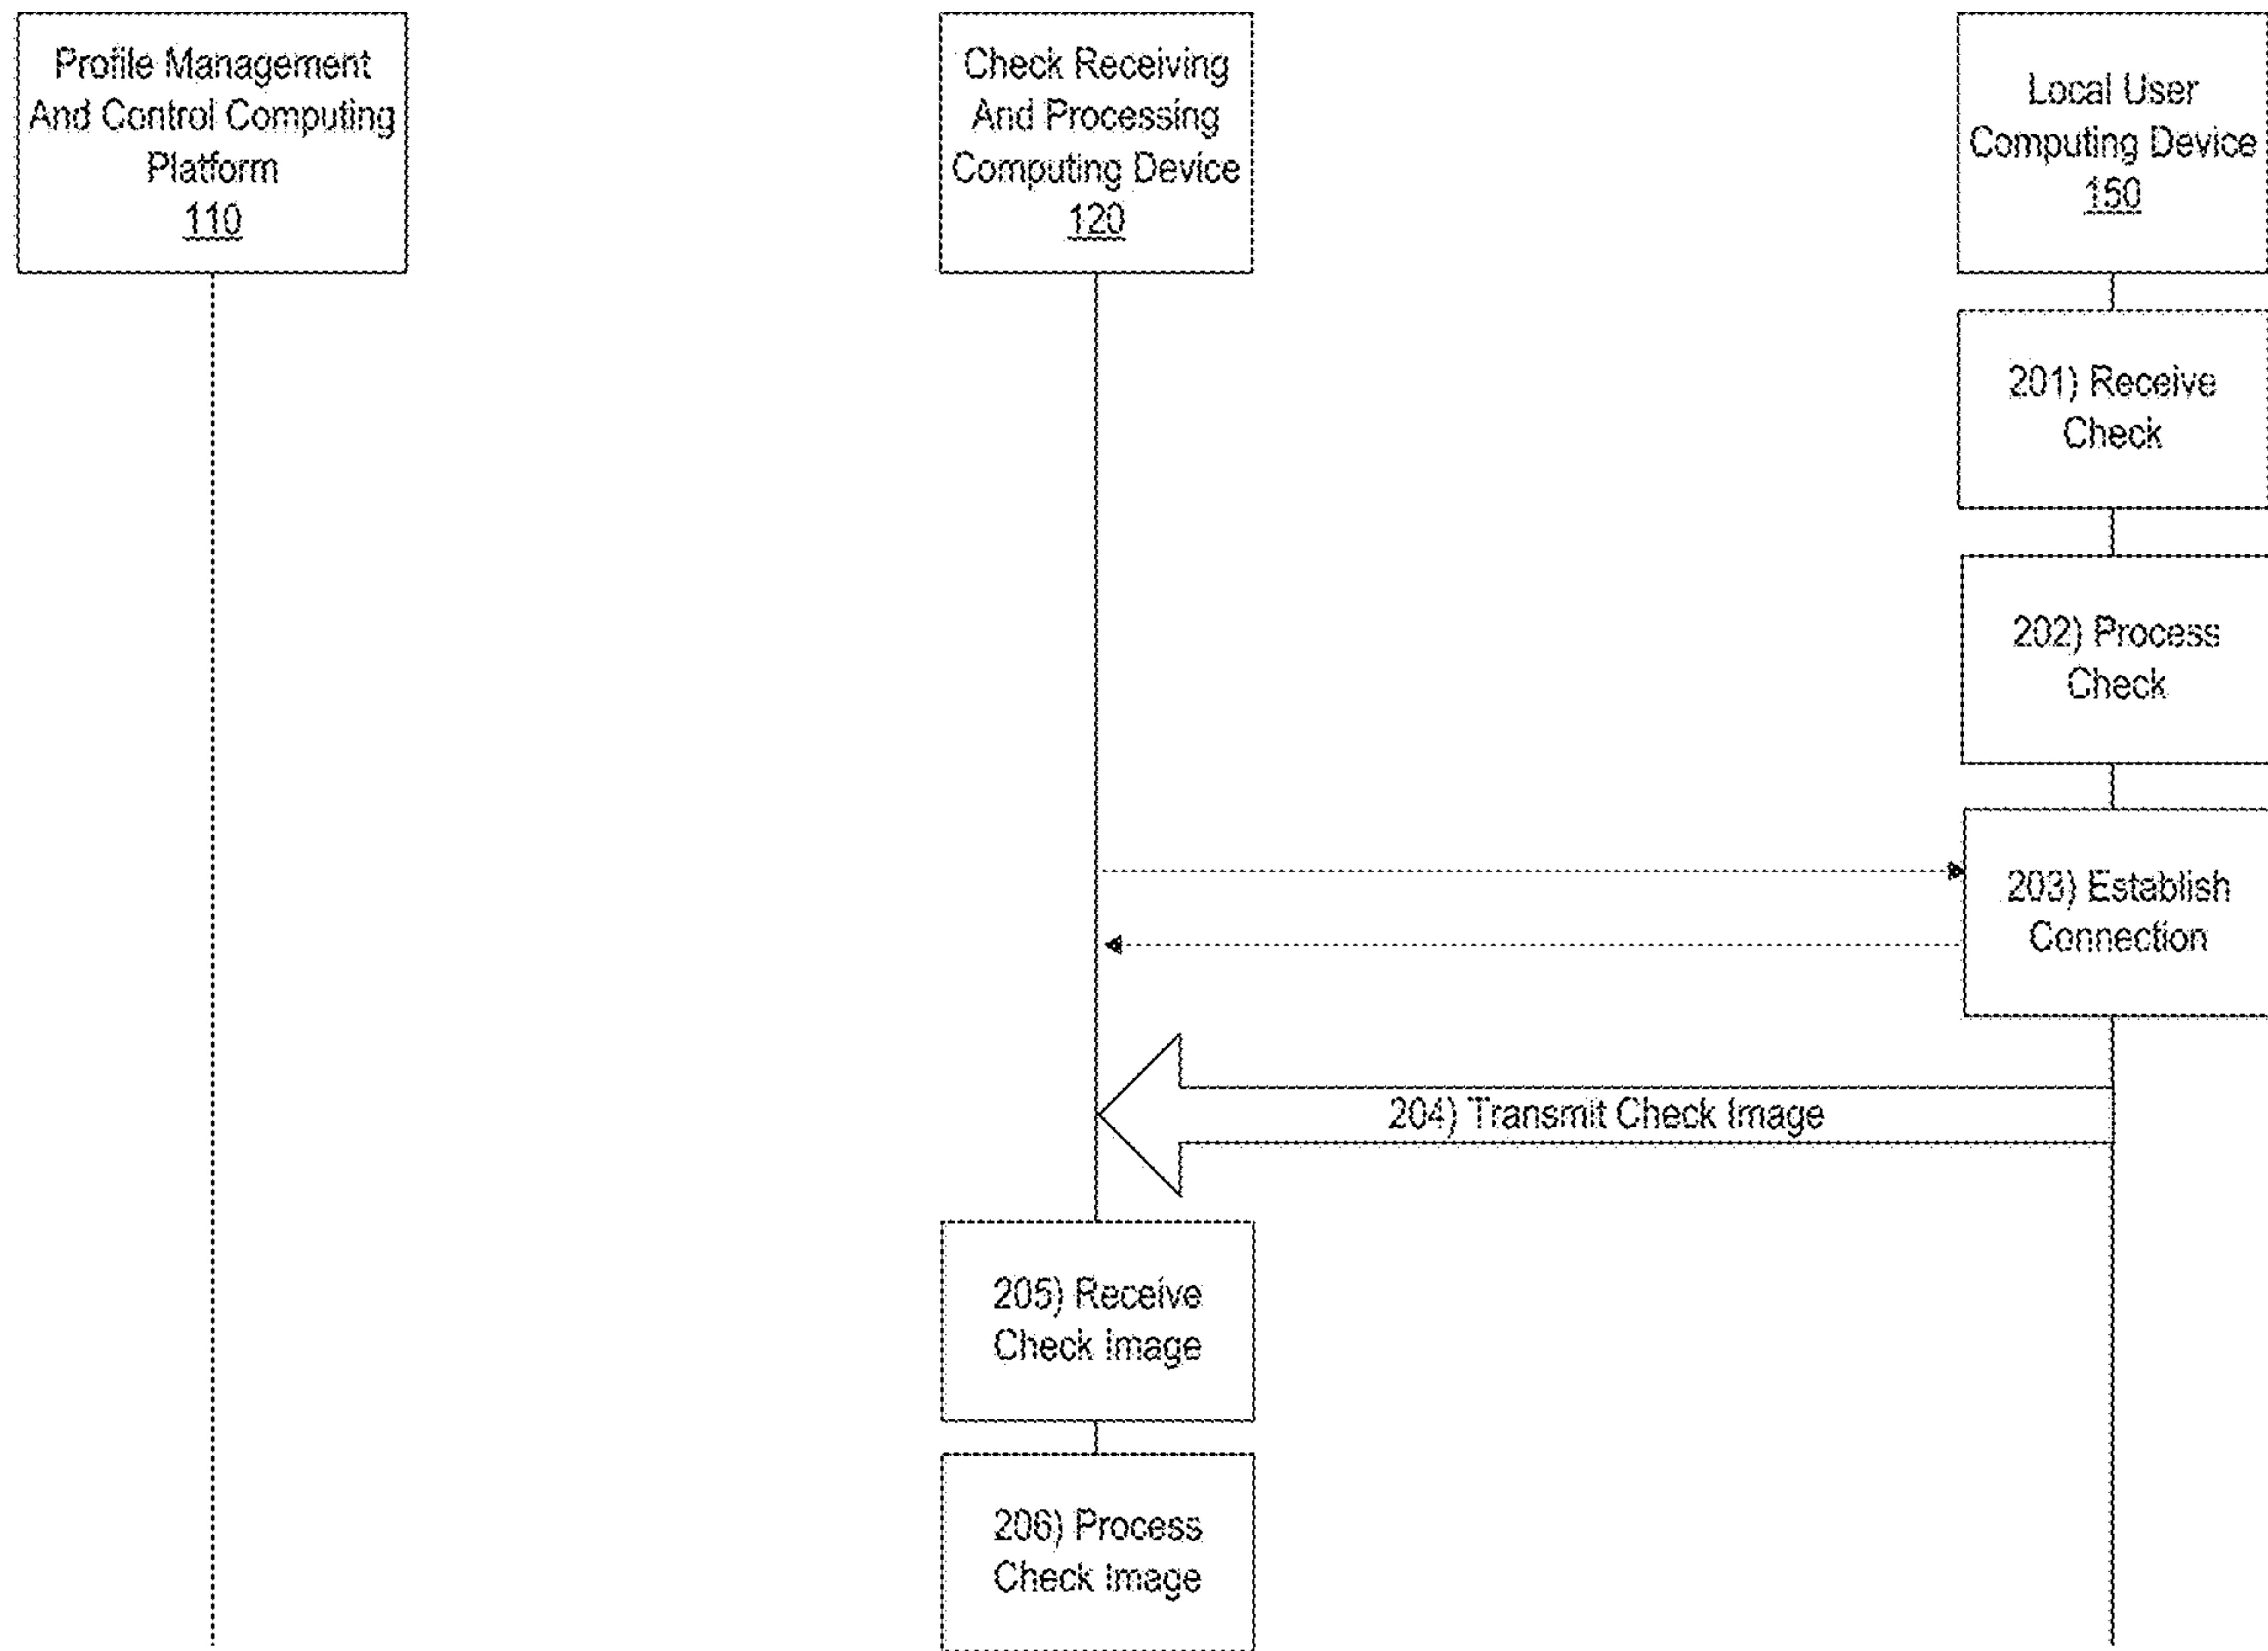 Profile Management
And Control Computing
Platform
110
Check Receiving
And Processing
Computing Device
120
Local User
Computing Device
150
201) Receive
Check
202) Process
Check
203) Establish
Connection
204) Transmit Check Image
205) Receive
Check Image
206) Process
Check Image